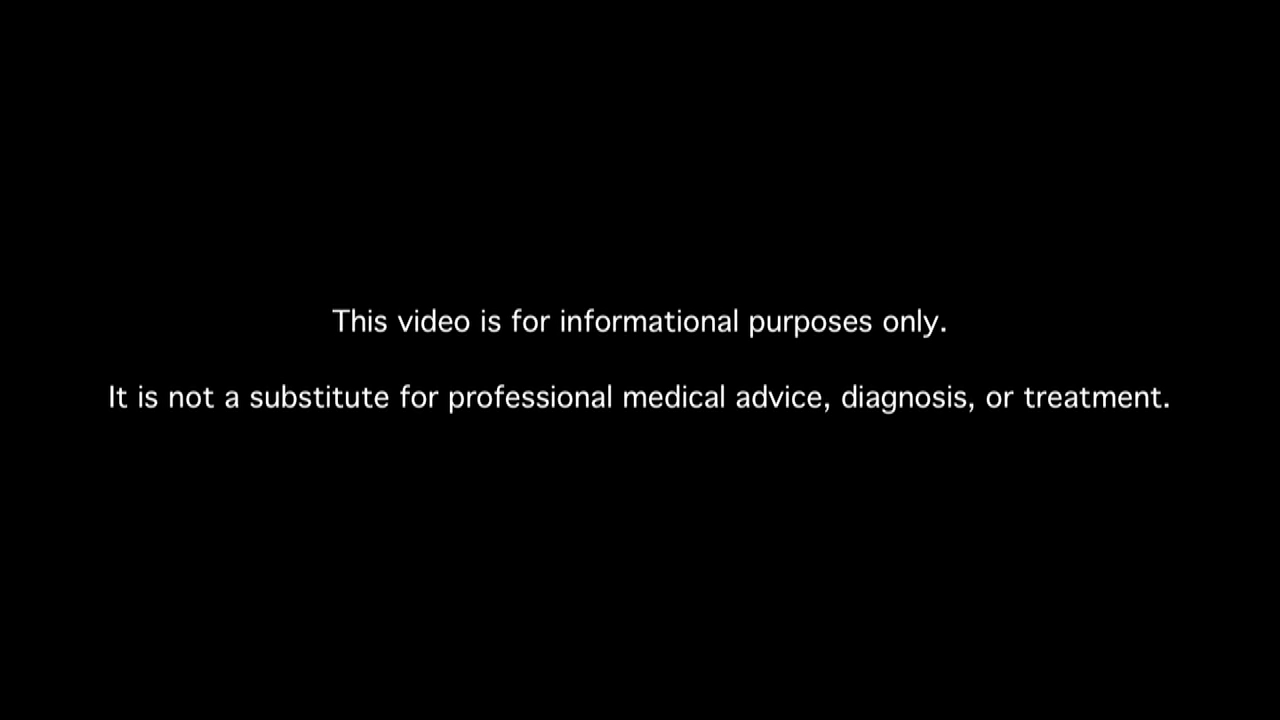 This video is for informational purposes only.
It is not a substitute for professional medical advice, diagnosis, or treatment.